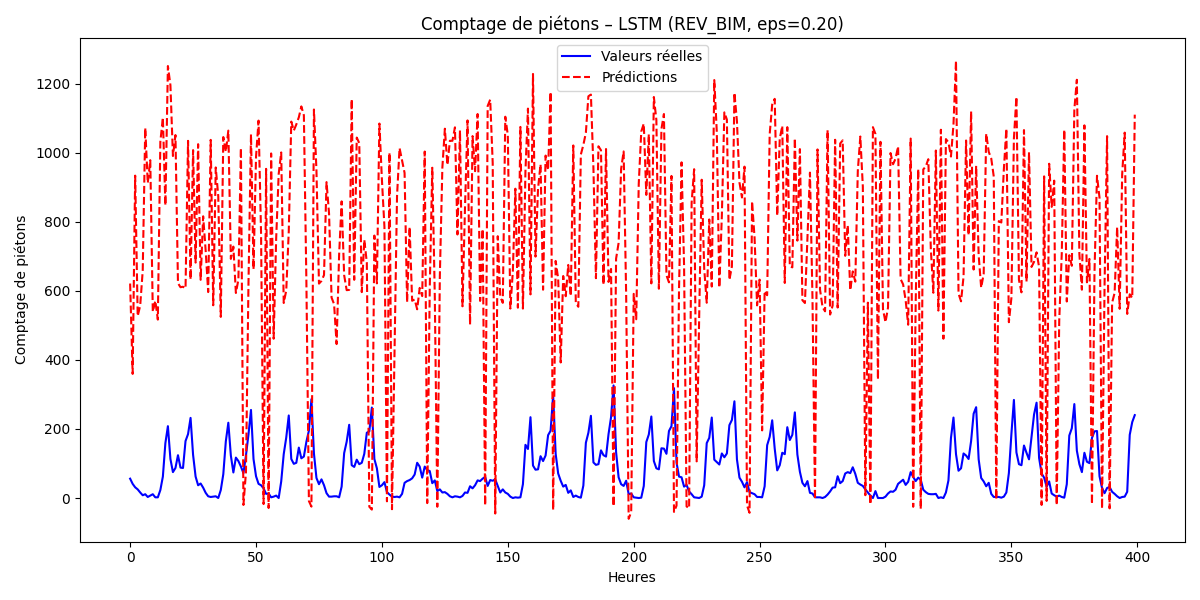 Comptage de piétons – LSTM (REV_BIM, eps=0.20)
Valeurs réelles
Prédictions
Comptage de piétons
1200
1000
800
600
400
200
0
0 50 100 150 200 250 300 350 400
Heures